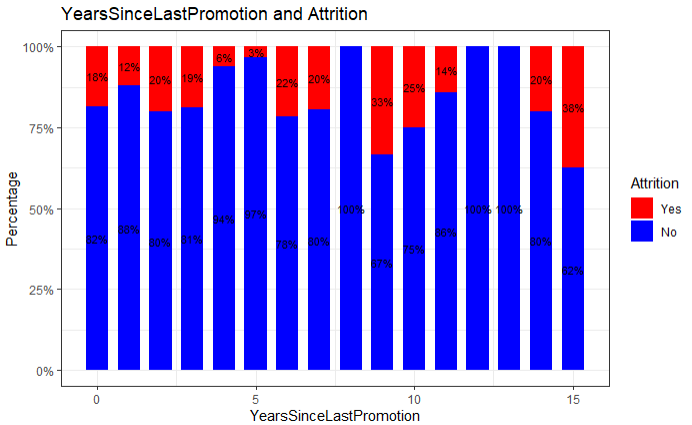 YearsSinceLastPromotion and Attrition
100%
75%
50%
25%
0%
Percentage
18% 12% 20% 19% 6% 3% 22% 20% 33% 25% 14% 20% 38%
82% 88% 80% 81% 94% 97% 78% 80% 100% 67% 75% 86% 100% 100% 80% 62%
0 5 10 15
YearsSinceLastPromotion
Attrition
Yes
No